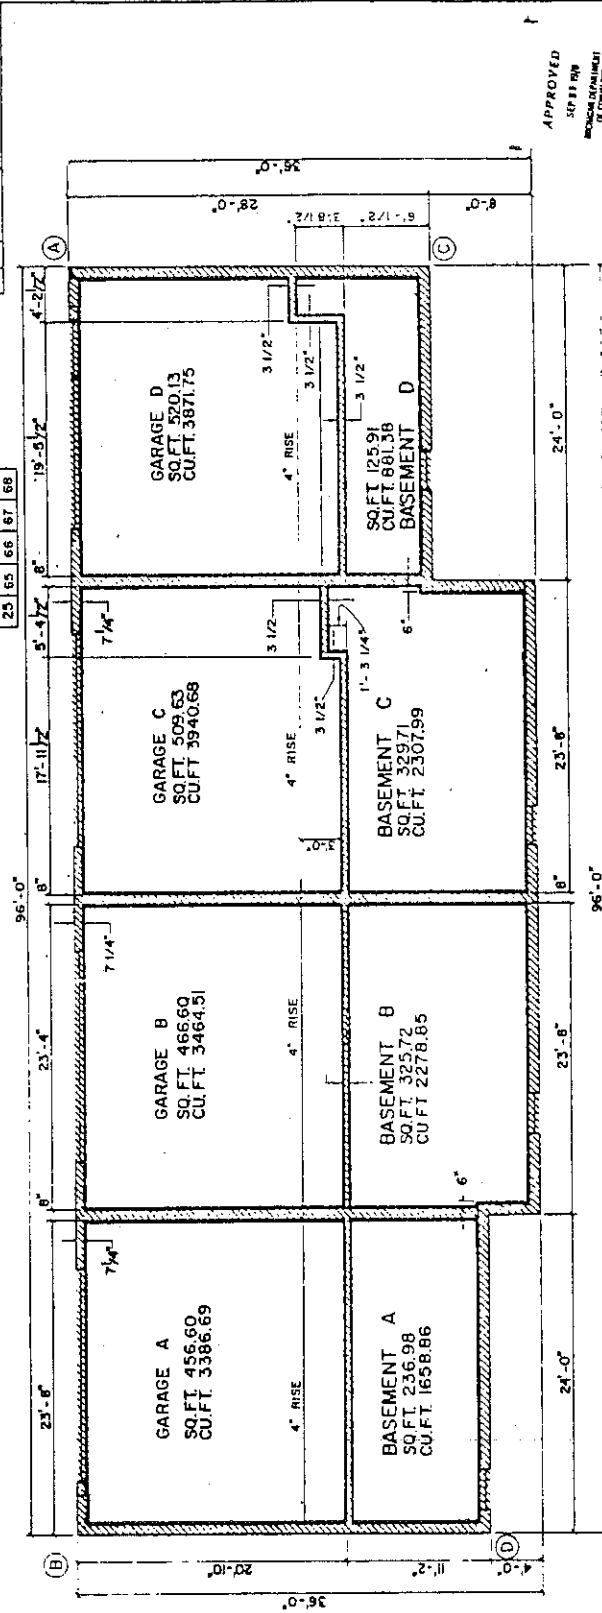 25 65 66 67 68
96'-0"
23'-8"
8"
23'-4"
8"
17'-11 1/2"
5'-4 1/2"
8"
19'-5 1/2"
4'-2 1/2"
B
A
7 1/4"
7 1/4"
7 1/4"
GARAGE A
SQ.FT. 456.60
CU.FT. 3386.69
GARAGE B
SQ.FT. 466.60
CU.FT. 3464.51
GARAGE C
SQ.FT. 509.63
CU.FT 3940.68
GARAGE D
SQ.FT. 520.13
CU.FT. 3871.75
4" RISE
4" RISE
4" RISE
4" RISE
3'-0"
3 1/2
3 1/2"
1'-3 1/4"
3 1/2"
3 1/2"
3 1/2"
BASEMENT A
SQ.FT. 236.98
CU.FT. 1658.86
BASEMENT B
SQ.FT. 325.72
CU FT 2278.85
BASEMENT C
SQ.FT. 329.71
CU.FT. 2307.99
SQ.FT. 125.91
CU.FT. 881.38
BASEMENT D
6"
6"
36'-0"
20'-10"
11'-2"
4'-0"
D
36'-0"
28'-0"
3'-8 1/2"
6'-1/2"
8'-0"
C
24'-0"
23'-8"
8"
23'-8"
24'-0"
96'-0"
APPROVED
MICHIGAN DEPARTMENT